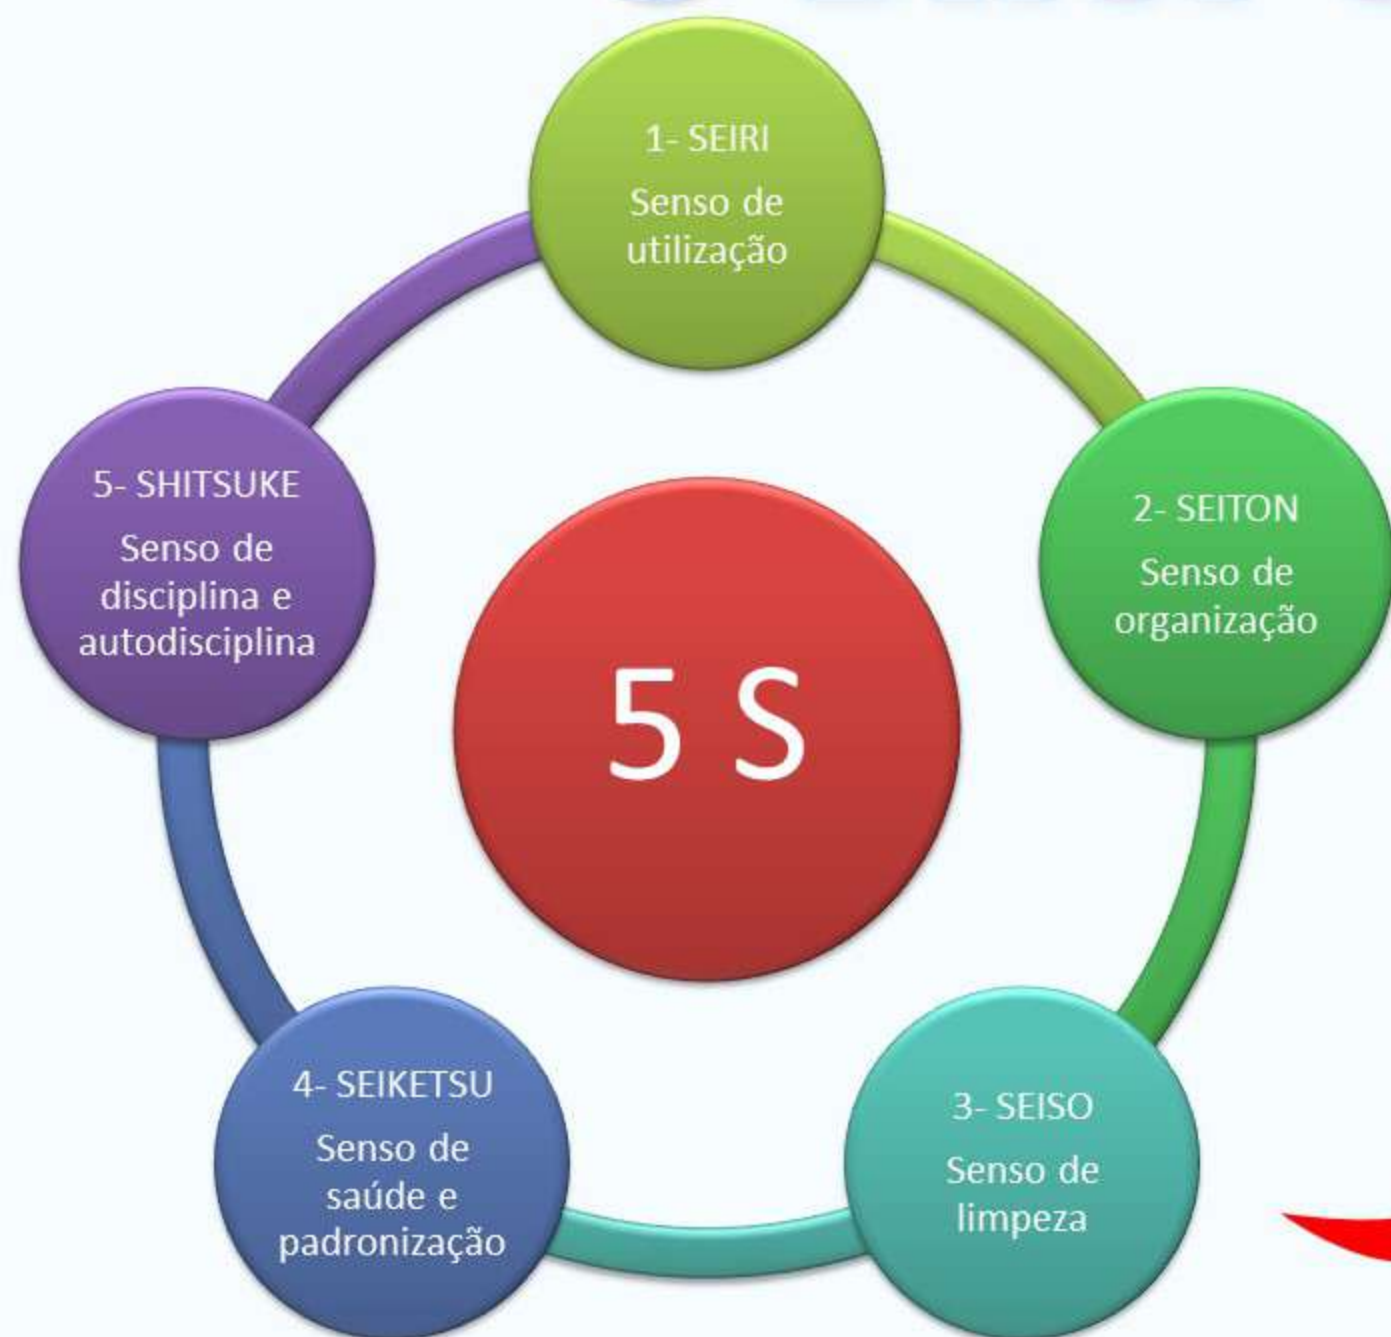 1- SEIRI
Senso de
utilização
2- SEITON
Senso de
organização
3- SEISO
Senso de
limpeza
4- SEIKETSU
Senso de
saúde e
padronização
5- SHITSUKE
Senso de
disciplina e
autodisciplina
5 S